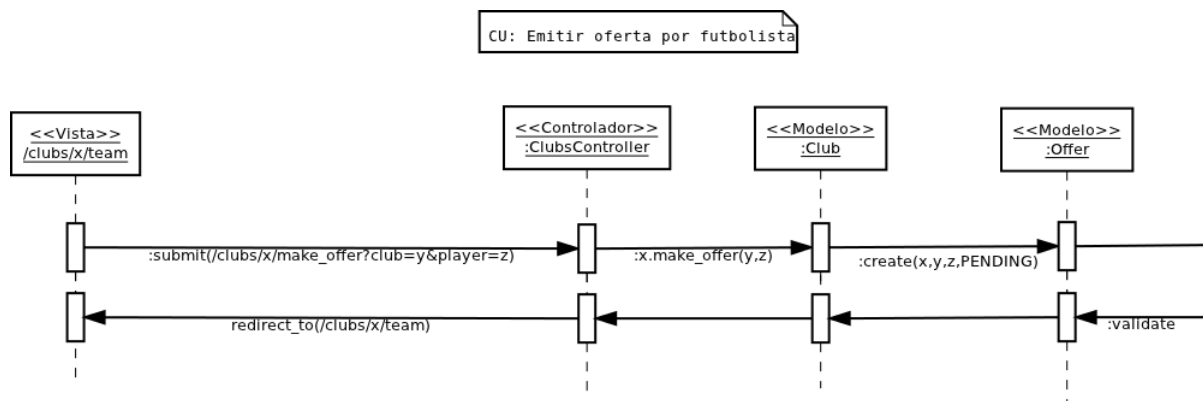 CU: Emitir oferta por futbolista
<<Vista>>
/clubs/x/team
<<Controlador>>
:ClubsController
<<Modelo>>
:Club
<<Modelo>>
:Offer
:submit(/clubs/x/make_offer?club=y&player=z)
:x.make_offer(y,z)
:create(x,y,z,PENDING)
redirect_to(/clubs/x/team)
:validate